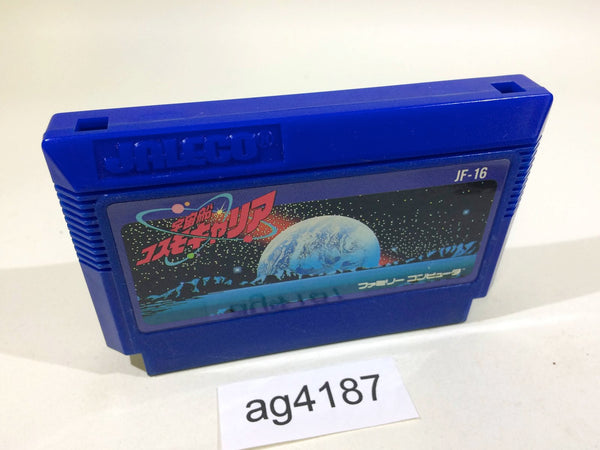 JALECO®
JF-16
宇宙船
コスモキャリア
ファミリー コンピュータ
ag4187